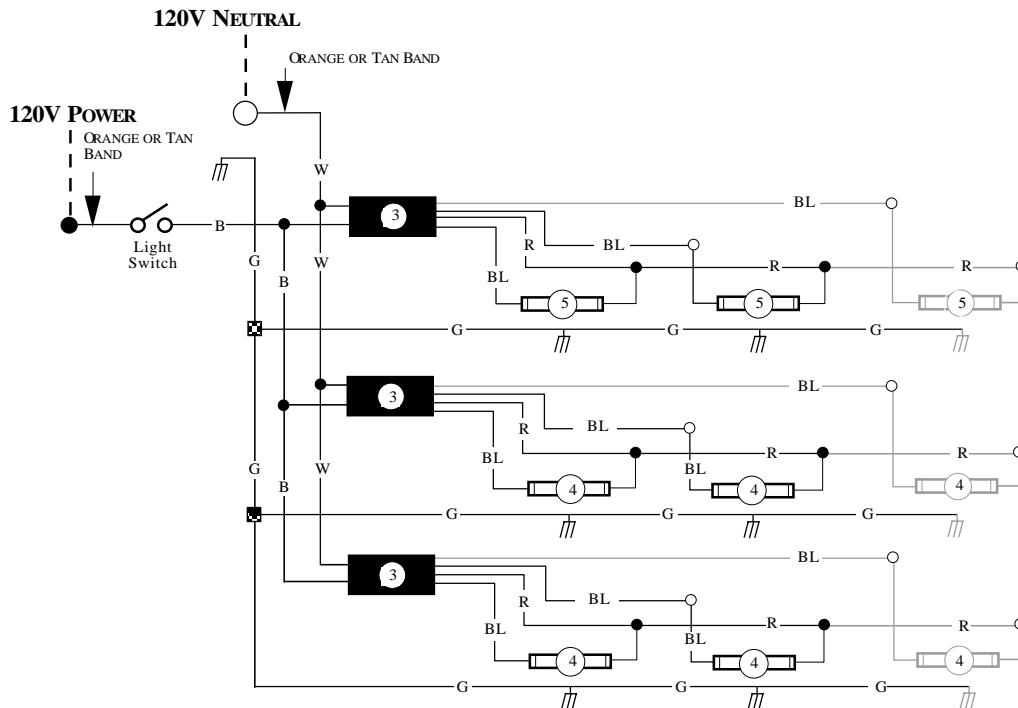 120V NEUTRAL
ORANGE OR TAN BAND
120V POWER
ORANGE OR TAN
BAND
W
3
BL
B
Light
Switch
R
BL
G
W
B
BL
R
R
5
5
5
G
G
G
3
BL
R
BL
R
R
BL
BL
G
W
B
4
4
4
G
G
G
3
BL
R
BL
R
R
BL
BL
4
4
4
G
G
G